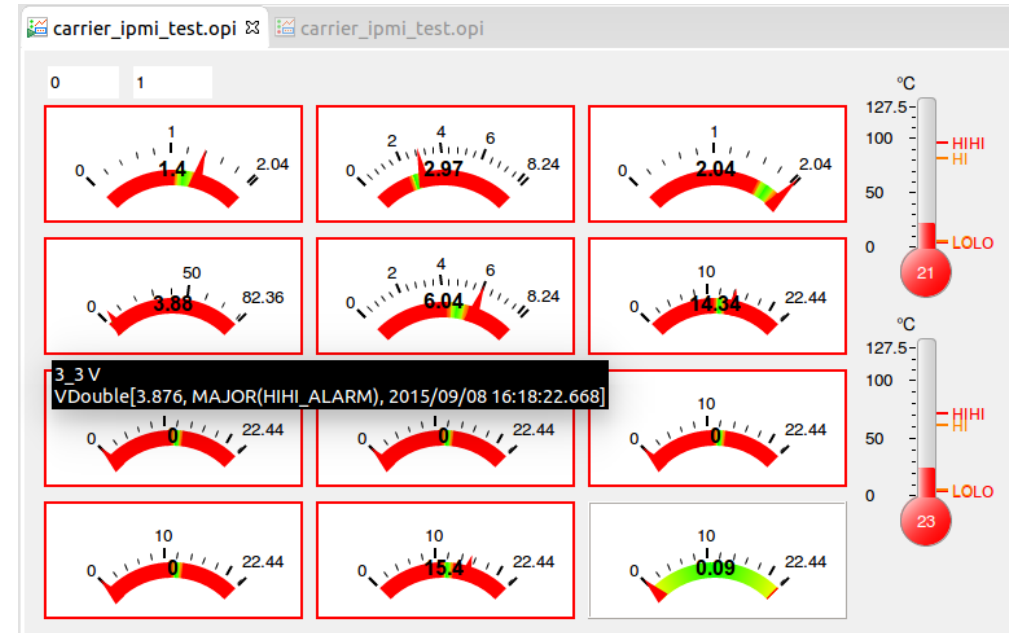 carrier_ipmi_test.opi carrier_ipmi_test.opi
0 1
0 1 2.04
1.4
0 2 4 6 8.24
2.97
0 1 2.04
2.04
0 50 82.36
3.88
0 2 4 6 8.24
6.04
0 10 22.44
14.34
3_3 V
VDouble[3.876, MAJOR(HIHI_ALARM), 2015/09/08 16:18:22.668]
0 22.44
0
0 22.44
0
0 10 22.44
0
0 10 22.44
0
0 10 22.44
15.4
0 10 22.44
0.09
°C
127.5
100
50
0
HIHI
HI
LOLO
21
°C
127.5
100
50
0
HIHI
HI
LOLO
23